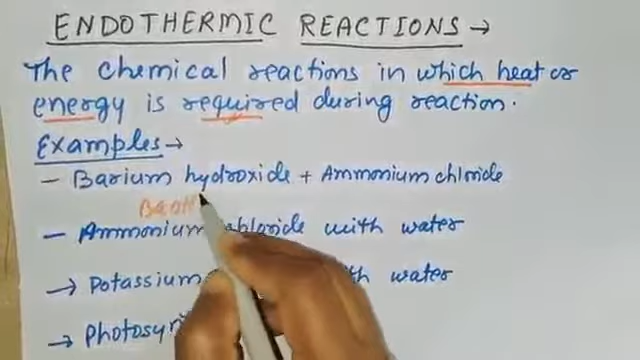 ENDOTHERMIC REACTIONS →
The chemical reactions in which heat or
energy is required during reaction.
Examples →
- Barium hydroxide + Ammonium chloride
- Ammonium chloride with water
→ Potassium with water